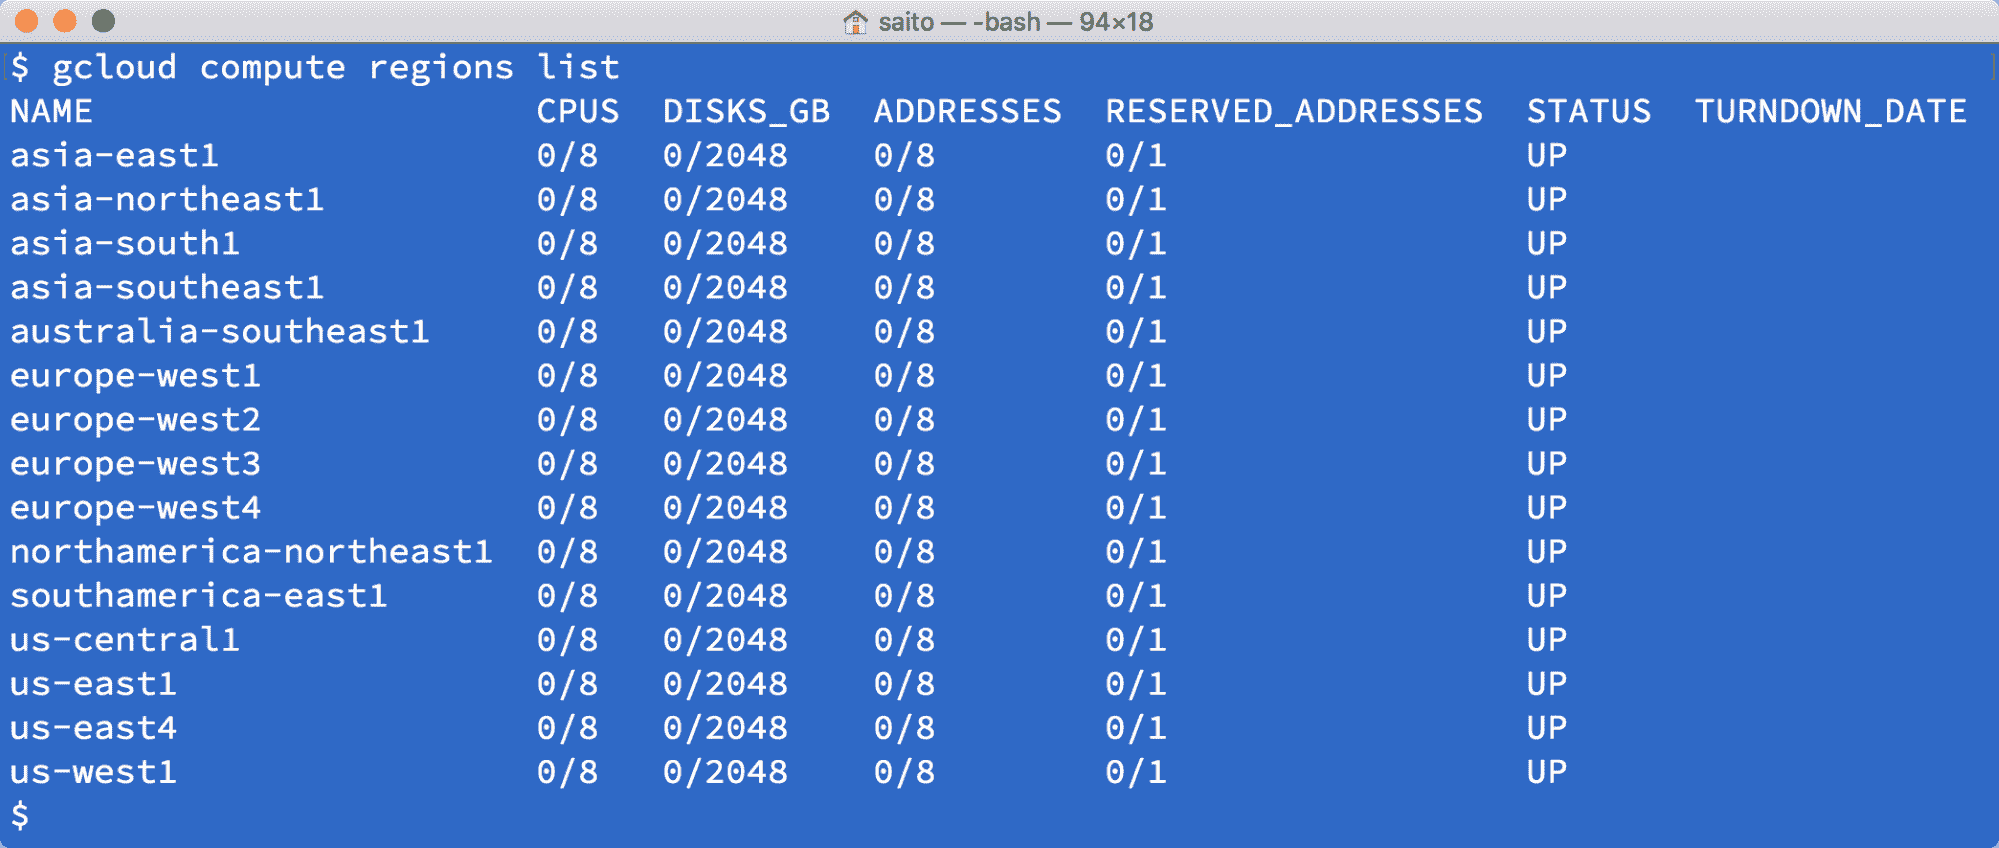 saito — -bash — 94×18
$ gcloud compute regions list
NAME CPUS DISKS_GB ADDRESSES RESERVED_ADDRESSES STATUS TURNDOWN_DATE
asia-east1 0/8 0/2048 0/8 0/1 UP
asia-northeast1 0/8 0/2048 0/8 0/1 UP
asia-south1 0/8 0/2048 0/8 0/1 UP
asia-southeast1 0/8 0/2048 0/8 0/1 UP
australia-southeast1 0/8 0/2048 0/8 0/1 UP
europe-west1 0/8 0/2048 0/8 0/1 UP
europe-west2 0/8 0/2048 0/8 0/1 UP
europe-west3 0/8 0/2048 0/8 0/1 UP
europe-west4 0/8 0/2048 0/8 0/1 UP
northamerica-northeast1 0/8 0/2048 0/8 0/1 UP
southamerica-east1 0/8 0/2048 0/8 0/1 UP
us-central1 0/8 0/2048 0/8 0/1 UP
us-east1 0/8 0/2048 0/8 0/1 UP
us-east4 0/8 0/2048 0/8 0/1 UP
us-west1 0/8 0/2048 0/8 0/1 UP
$